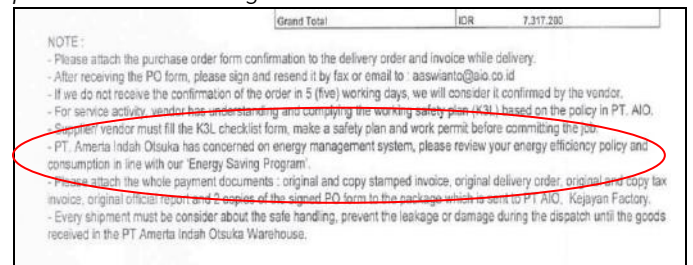 Grand Total IDR 7.317.200
NOTE :
- Please attach the purchase order form confirmation to the delivery order and invoice while delivery.
- After receiving the PO form, please sign and resend it by fax or email to : aaswianto@aio.co.id
- If we do not receive the confirmation of the order in 5 (five) working days, we will consider it confirmed by the vendor.
- For service activity, vendor has understanding and complying the working safety plan (K3L) based on the policy in PT. AIO.
- Supplier/ vendor must fill the K3L checklist form, make a safety plan and work permit before committing the job.
- PT. Amerta Indah Otsuka has concerned on energy management system, please review your energy efficiency policy and
consumption in line with our 'Energy Saving Program'.
- Please attach the whole payment documents : original and copy stamped invoice, original delivery order, original and copy tax
invoice, original official report and 2 copies of the signed PO form to the package which is sent to PT AIO, Kejayan Factory.
- Every shipment must be consider about the safe handling, prevent the leakage or damage during the dispatch until the goods
received in the PT Amerta Indah Otsuka Warehouse.